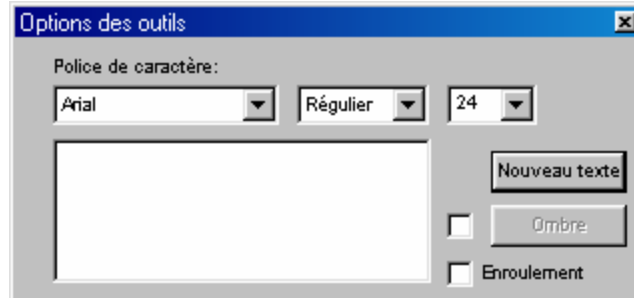 Options des outils
Police de caractère:
Arial Régulier 24
Nouveau texte
Ombre
Enroulement